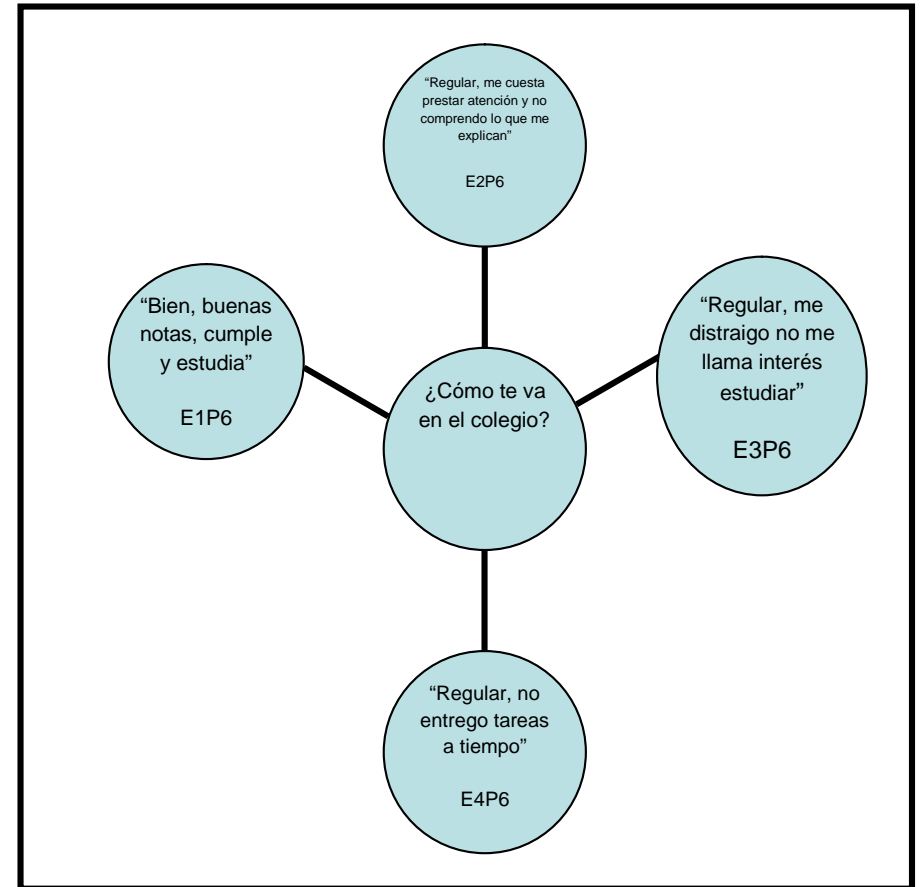 “Regular, me cuesta
prestar atención y no
comprendo lo que me
explican”
E2P6
“Bien, buenas
notas, cumple
y estudia”
E1P6
¿Cómo te va
en el colegio?
“Regular, me
distraigo no me
llama interés
estudiar”
E3P6
“Regular, no
entrego tareas
a tiempo”
E4P6